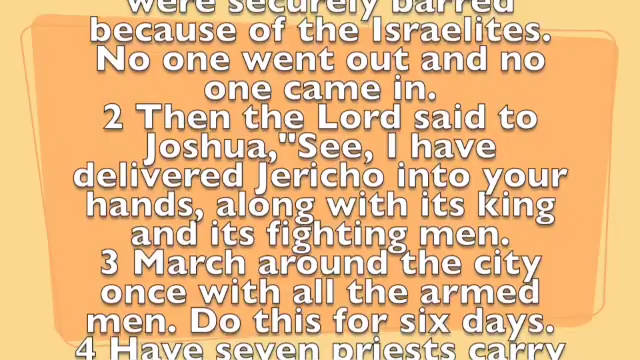 were securely barred
because of the Israelites.
No one went out and no
one came in.
2 Then the Lord said to
Joshua,"See, I have
delivered Jericho into your
hands, along with its king
and its fighting men.
3 March around the city
once with all the armed
men. Do this for six days.
4 Have seven priests carry